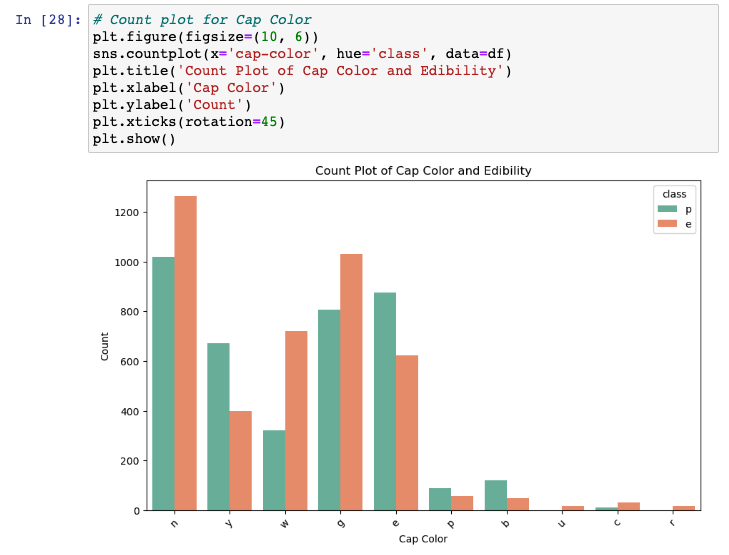 In [28]: # Count plot for Cap Color
plt.figure(figsize=(10, 6))
sns.countplot(x='cap-color', hue='class', data=df)
plt.title('Count Plot of Cap Color and Edibility')
plt.xlabel('Cap Color')
plt.ylabel('Count')
plt.xticks(rotation=45)
plt.show()
Count Plot of Cap Color and Edibility
class
p
e
1200
1000
800
600
400
200
0
Count
n y w g e p b u c r
Cap Color